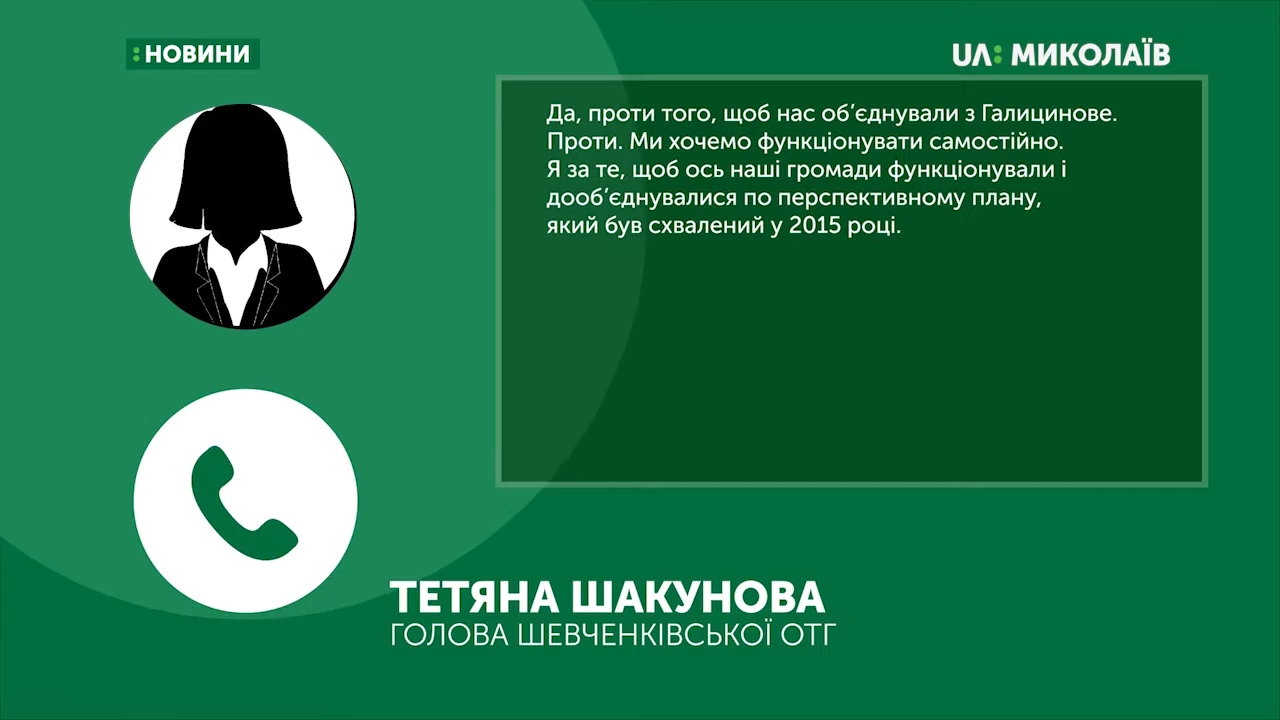 :НОВИНИ
UA: МИКОЛАЇВ
Да, проти того, щоб нас об’єднували з Галицинове.
Проти. Ми хочемо функціонувати самостійно.
Я за те, щоб ось наші громади функціонували і
дооб’єднувалися по перспективному плану,
який був схвалений у 2015 році.
ТЕТЯНА ШАКУНОВА
ГОЛОВА ШЕВЧЕНКІВСЬКОЇ ОТГ